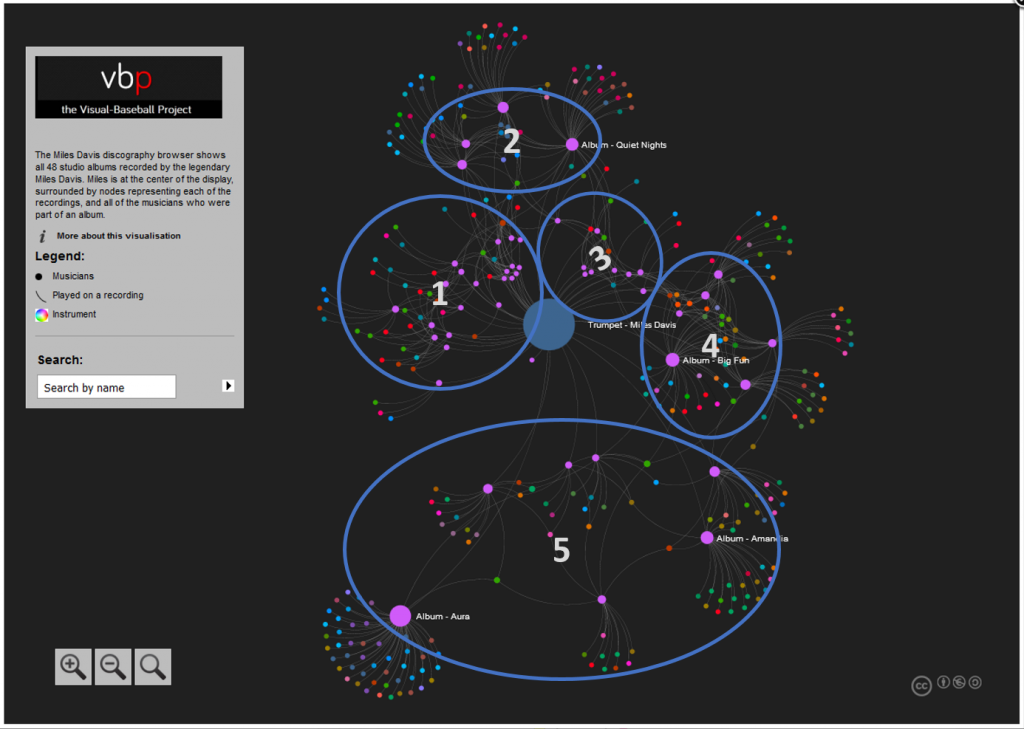 vbp
the Visual-Baseball Project
The Miles Davis discography browser shows
all 48 studio albums recorded by the legendary
Miles Davis. Miles is at the center of the display,
surrounded by nodes representing each of the
recordings, and all of the musicians who were
part of an album.
i More about this visualisation
Legend:
Musicians
Played on a recording
Instrument
Search:
Search by name
2
Album - Quiet Nights
3
1
Trumpet - Miles Davis
4
Album - Big Fun
5
Album - Amandla
Album - Aura
cc